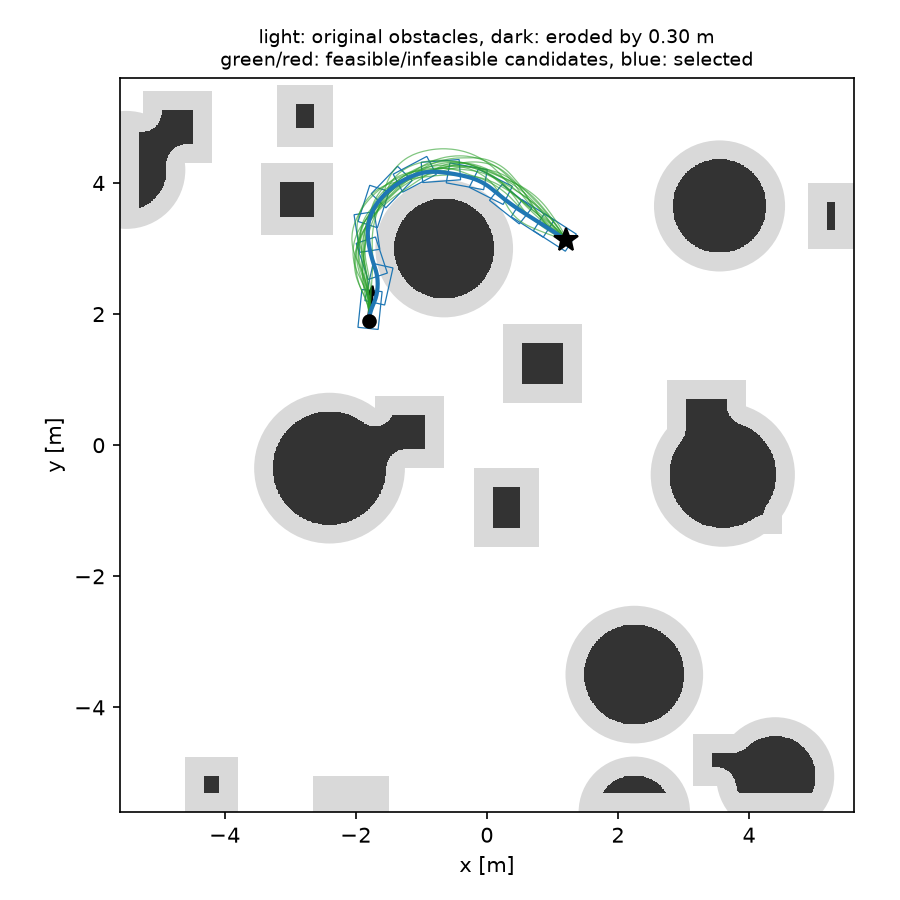 light: original obstacles, dark: eroded by 0.30 m
green/red: feasible/infeasible candidates, blue: selected
4
2
0
−2
−4
y [m]
−4
−2
0
2
4
x [m]